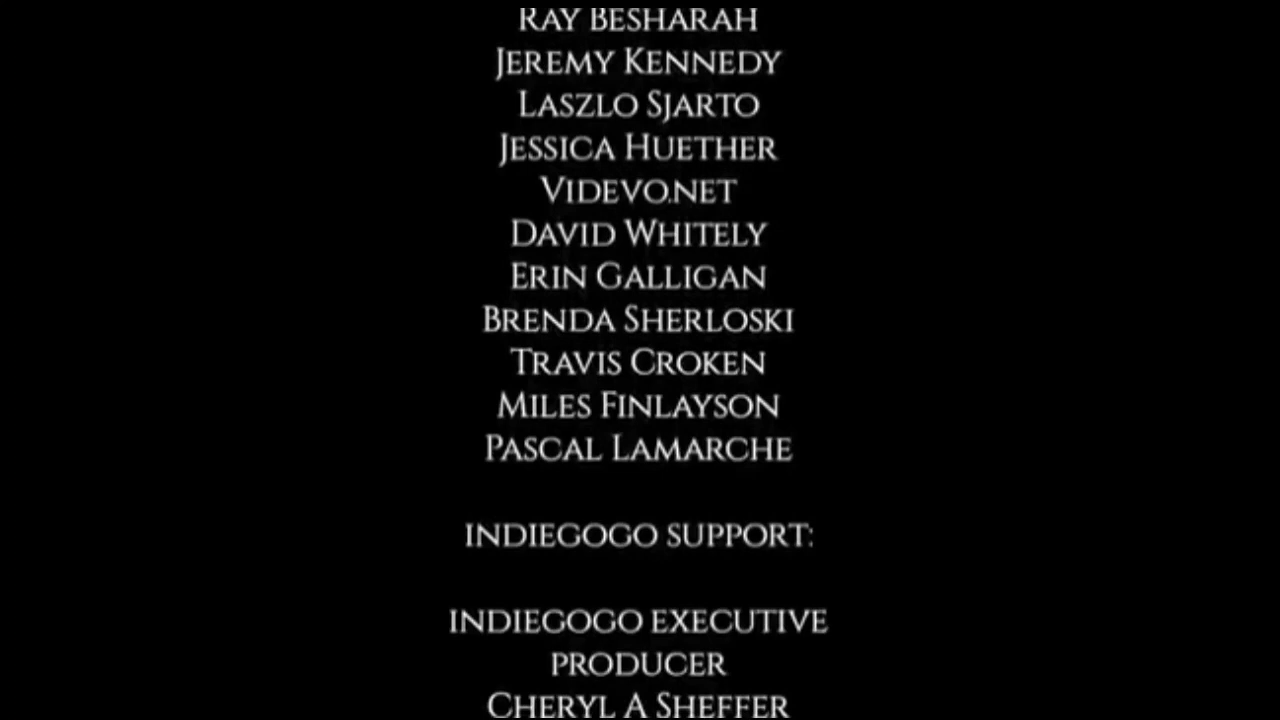 Ray Besharah
Jeremy Kennedy
Laszlo Sjarto
Jessica Huether
Videvo.net
David Whitely
Erin Galligan
Brenda Sherloski
Travis Croken
Miles Finlayson
Pascal Lamarche
indiegogo support:
indiegogo executive
producer
Cheryl A Sheffer